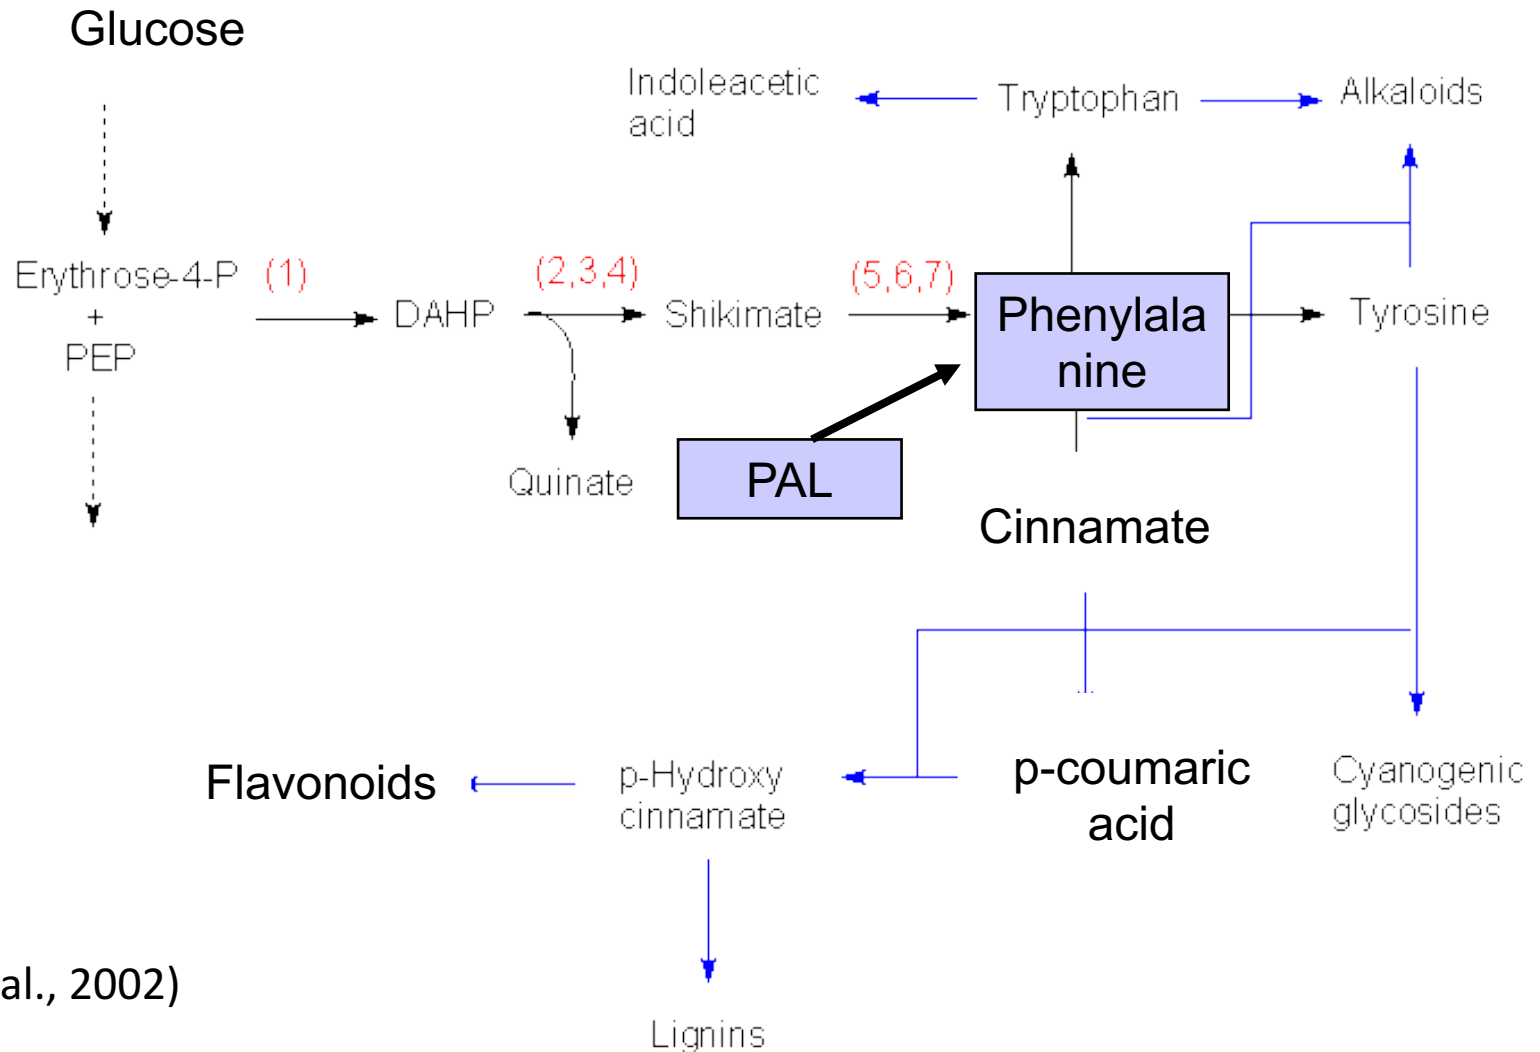 Glucose
Indoleacetic
acid
Tryptophan
Alkaloids
Erythrose-4-P
+
PEP
(1)
DAHP
(2,3,4)
Shikimate
(5,6,7)
Phenylala
nine
Tyrosine
Quinate
PAL
Cinnamate
Flavonoids
p-Hydroxy
cinnamate
p-coumaric
acid
Cyanogenic
glycosides
al., 2002)
Lignins